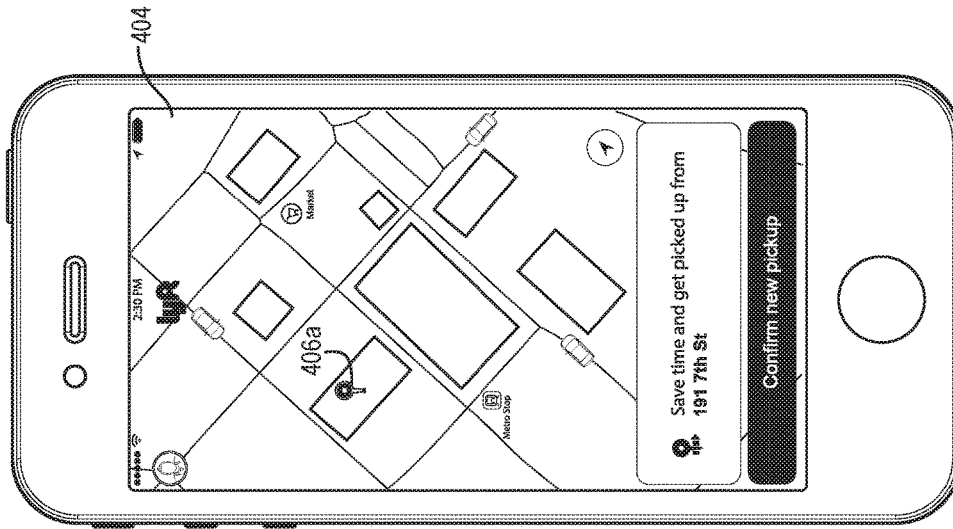 404
2:30 PM
lyft
Market
406a
Metro Stop
Save time and get picked up from
191 7th St
Confirm new pickup